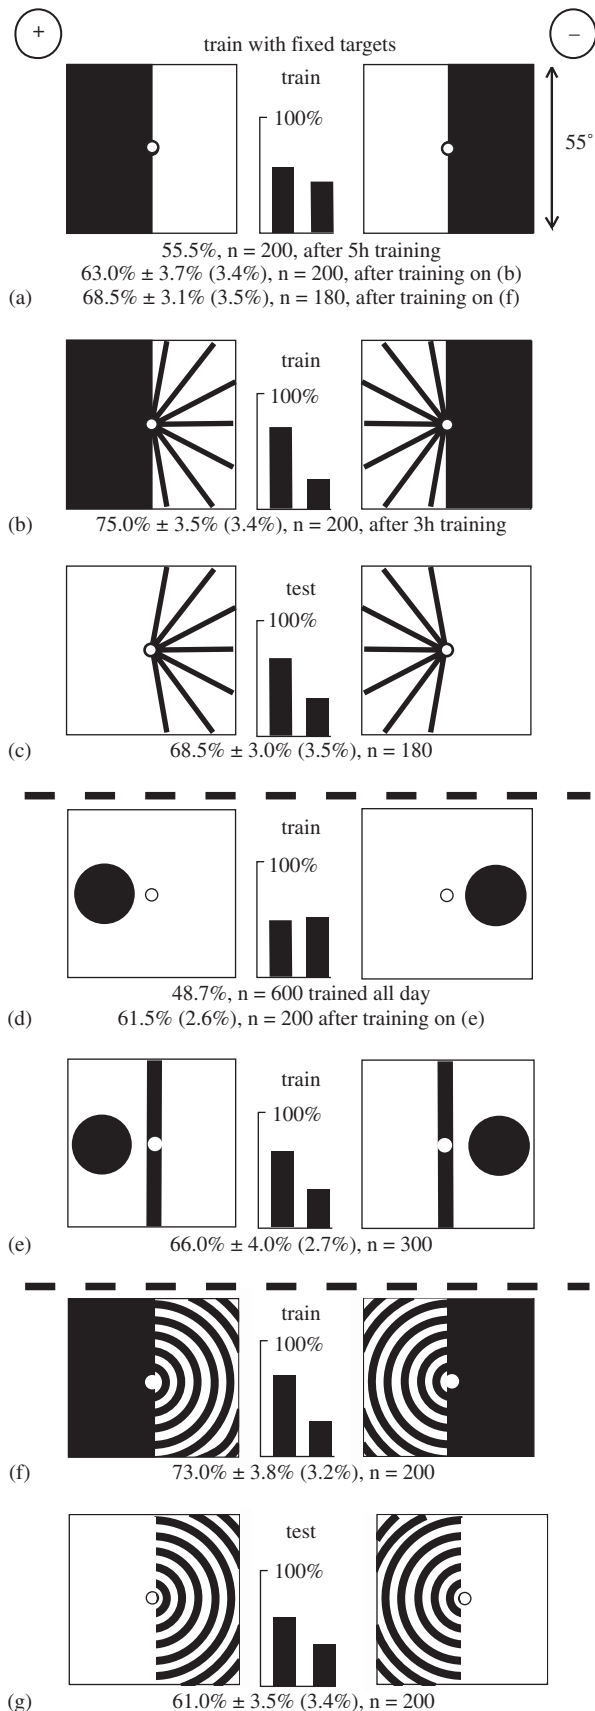 +
–
train with fixed targets
train
100%
55°
55.5%, n = 200, after 5h training
63.0% ± 3.7% (3.4%), n = 200, after training on (b)
(a) 68.5% ± 3.1% (3.5%), n = 180, after training on (f)
train
100%
(b) 75.0% ± 3.5% (3.4%), n = 200, after 3h training
test
100%
(c) 68.5% ± 3.0% (3.5%), n = 180
train
100%
48.7%, n = 600 trained all day
(d) 61.5% (2.6%), n = 200 after training on (e)
train
100%
(e) 66.0% ± 4.0% (2.7%), n = 300
train
100%
(f) 73.0% ± 3.8% (3.2%), n = 200
test
100%
(g) 61.0% ± 3.5% (3.4%), n = 200